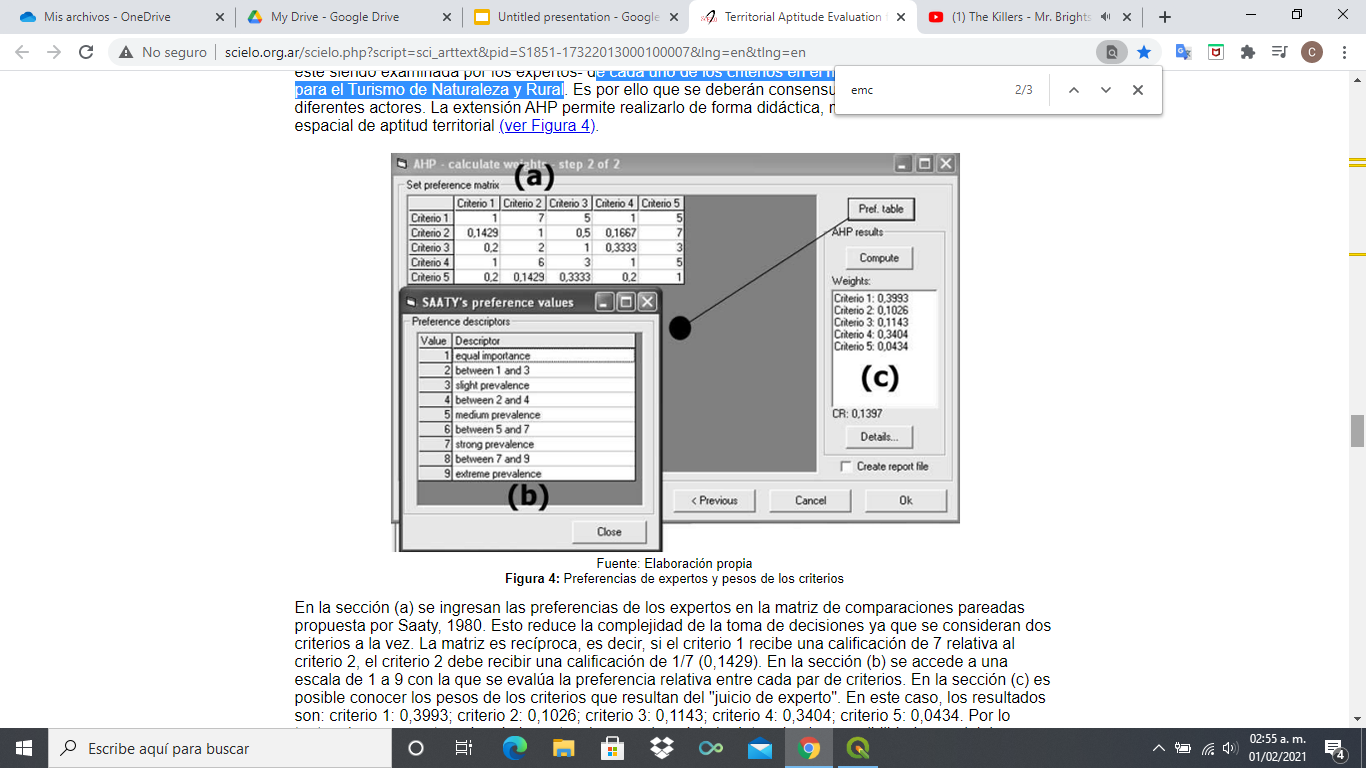 Mis archivos - OneDrive
My Drive - Google Drive
Untitled presentation - Google
Territorial Aptitude Evaluation
(1) The Killers - Mr. Brights
No seguro
scielo.org.ar/scielo.php?script=sci_arttext&pid=S1851-17322013000100007&lng=en&tlng=en
C
emc
2/3
esté siendo examinada por los expertos- de cada uno de los criterios en el
para el Turismo de Naturaleza y Rural. Es por ello que se deberán consensu
diferentes actores. La extensión AHP permite realizarlo de forma didáctica,
espacial de aptitud territorial (ver Figura 4).
AHP - calculate weights - step 2 of 2
(a)
Set preference matrix
Criterio 1 Criterio 2 Criterio 3 Criterio 4 Criterio 5
Criterio 1 1 7 5 1 5
Criterio 2 0,1429 1 0,5 0,1667 7
Criterio 3 0,2 2 1 0,3333 3
Criterio 4 1 6 3 1 5
Criterio 5 0,2 0,1429 0,3333 0,2 1
Pref. table
AHP results
Compute
Weights:
Criterio 1: 0,3993
Criterio 2: 0,1026
Criterio 3: 0,1143
Criterio 4: 0,3404
Criterio 5: 0,0434
(c)
CR: 0,1397
Details...
Create report file
< Previous
Cancel
Ok
SAATY's preference values
Preference descriptors
Value Descriptor
1 equal importance
2 between 1 and 3
3 slight prevalence
4 between 2 and 4
5 medium prevalence
6 between 5 and 7
7 strong prevalence
8 between 7 and 9
9 extreme prevalence
(b)
Close
Fuente: Elaboración propia
Figura 4: Preferencias de expertos y pesos de los criterios
En la sección (a) se ingresan las preferencias de los expertos en la matriz de comparaciones pareadas
propuesta por Saaty, 1980. Esto reduce la complejidad de la toma de decisiones ya que se consideran dos
criterios a la vez. La matriz es recíproca, es decir, si el criterio 1 recibe una calificación de 7 relativa al
criterio 2, el criterio 2 debe recibir una calificación de 1/7 (0,1429). En la sección (b) se accede a una
escala de 1 a 9 con la que se evalúa la preferencia relativa entre cada par de criterios. En la sección (c) es
posible conocer los pesos de los criterios que resultan del "juicio de experto". En este caso, los resultados
son: criterio 1: 0,3993; criterio 2: 0,1026; criterio 3: 0,1143; criterio 4: 0,3404; criterio 5: 0,0434. Por lo
Escribe aquí para buscar
02:55 a. m.
01/02/2021
4